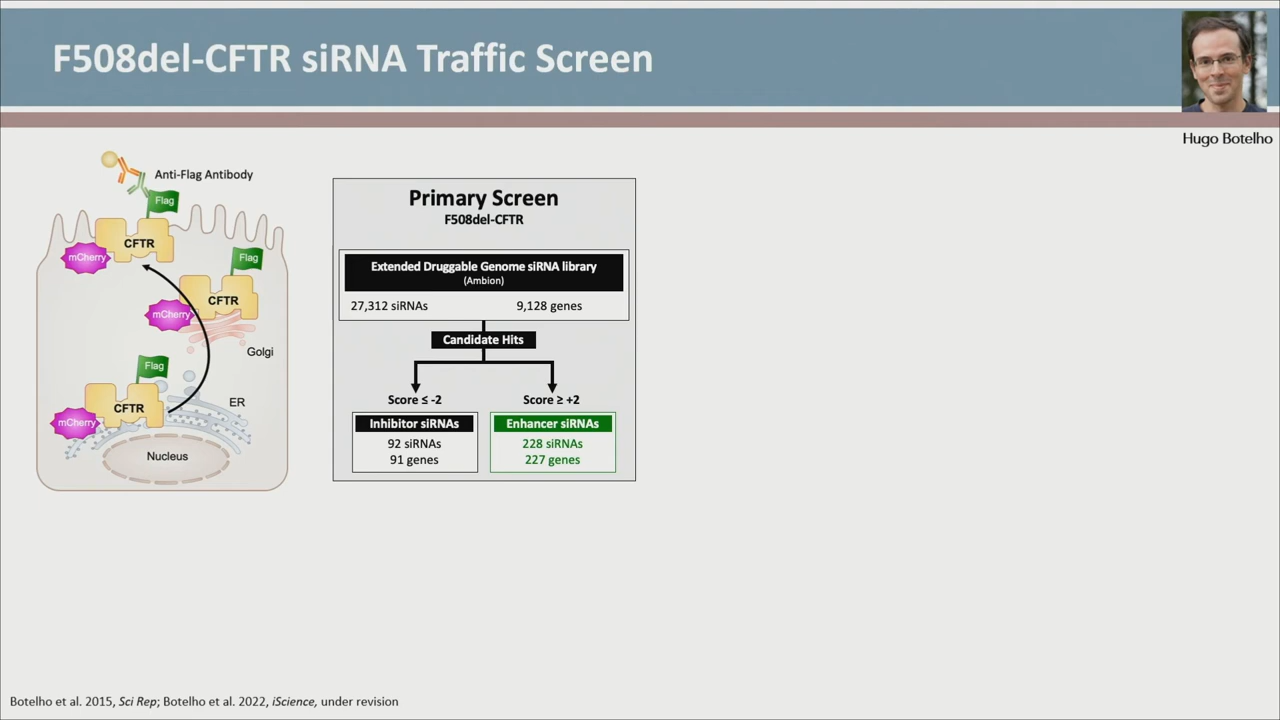 F508del-CFTR siRNA Traffic Screen
Hugo Botelho
Anti-Flag Antibody
Flag
CFTR
mCherry
Flag
CFTR
mCherry
Golgi
Flag
CFTR
mCherry
ER
Nucleus
Primary Screen
F508del-CFTR
Extended Druggable Genome siRNA library
(Ambion)
27,312 siRNAs 9,128 genes
Candidate Hits
Score ≤ -2 Score ≥ +2
Inhibitor siRNAs Enhancer siRNAs
92 siRNAs 228 siRNAs
91 genes 227 genes
Botelho et al. 2015, Sci Rep; Botelho et al. 2022, iScience, under revision